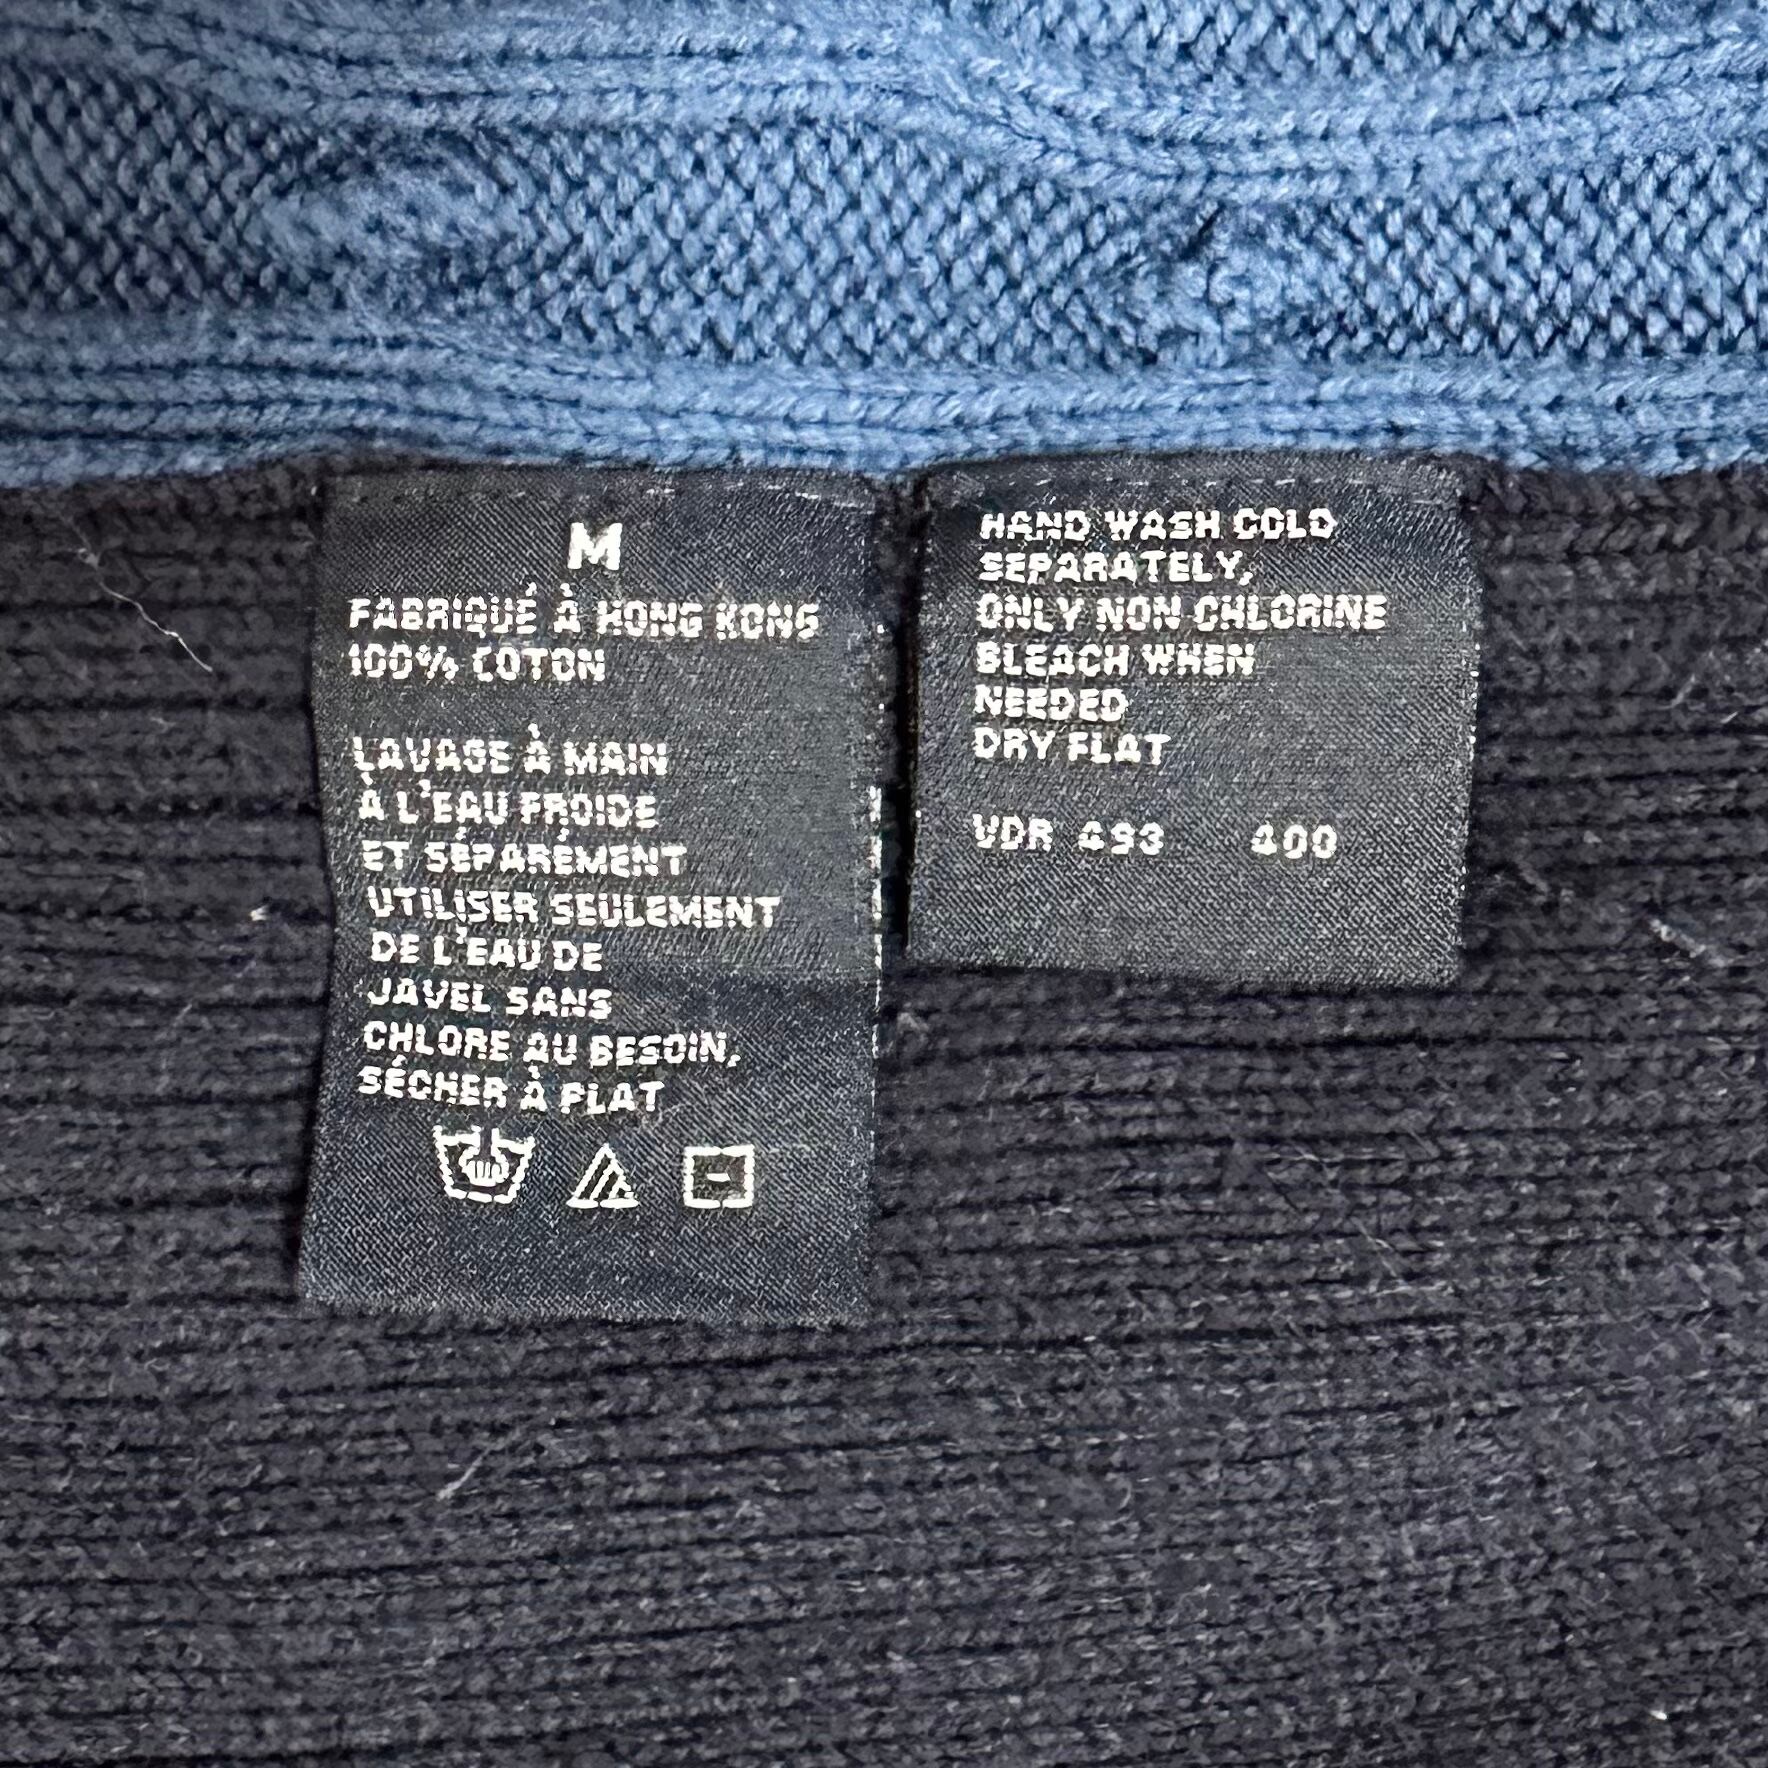 M
FABRIQUÉ À HONG KONG
100% COTON
LAVAGE À MAIN
À L'EAU FROIDE
ET SÉPARÉMENT
UTILISER SEULEMENT
DE L'EAU DE
JAVEL SANS
CHLORE AU BESOIN,
SÉCHER À PLAT
HAND WASH COLD
SEPARATELY,
ONLY NON CHLORINE
BLEACH WHEN
NEEDED
DRY FLAT
VDR 493 400